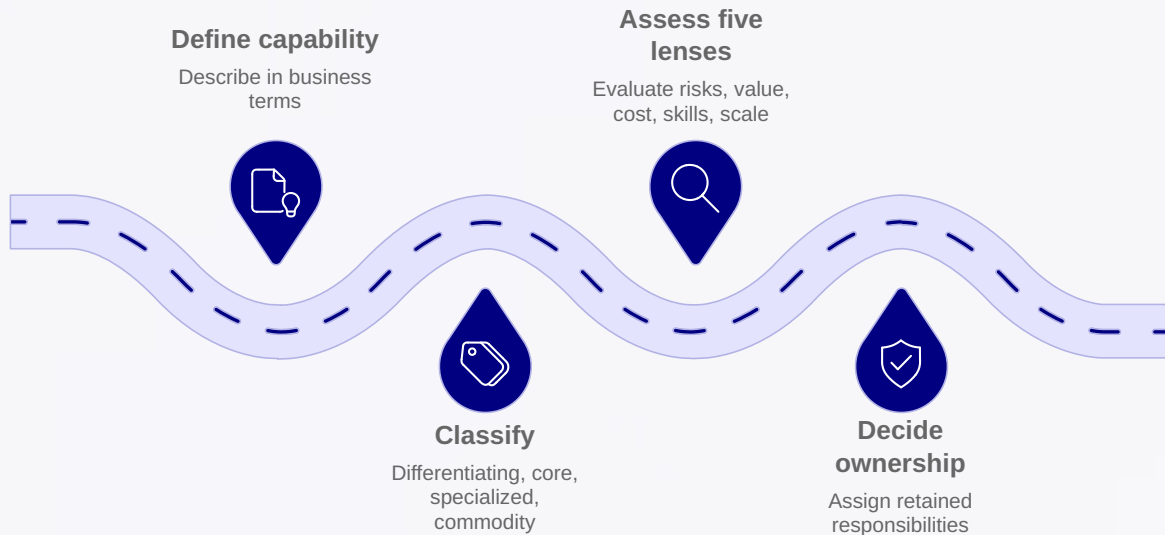 Define capability
Describe in business
terms
Classify
Differentiating, core,
specialized,
commodity
Assess five
lenses
Evaluate risks, value,
cost, skills, scale
Decide
ownership
Assign retained
responsibilities